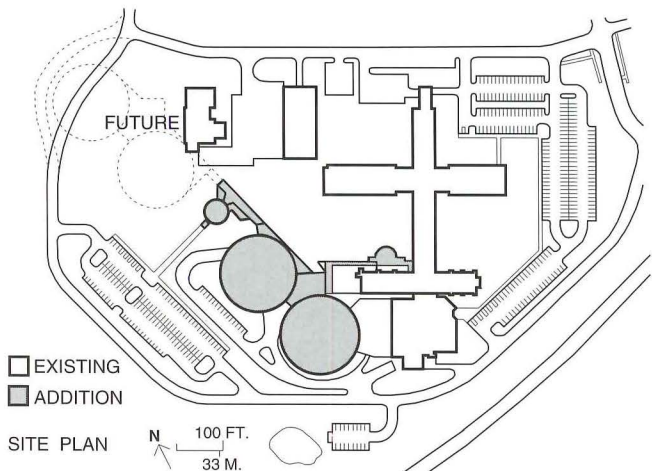 FUTURE
EXISTING
ADDITION
SITE PLAN
N
100 FT.
33 M.